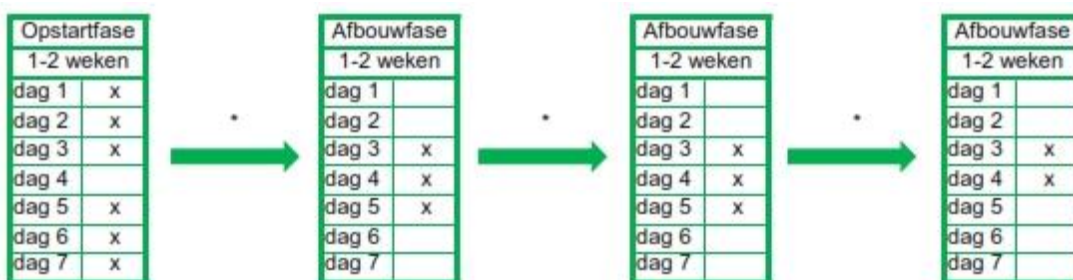 Opstartfase
1-2 weken
dag 1 x
dag 2 x
dag 3 x
dag 4
dag 5 x
dag 6 x
dag 7 x
*
Afbouwfase
1-2 weken
dag 1
dag 2
dag 3 x
dag 4 x
dag 5 x
dag 6
dag 7
*
Afbouwfase
1-2 weken
dag 1
dag 2
dag 3 x
dag 4 x
dag 5 x
dag 6
dag 7
*
Afbouwfase
1-2 weken
dag 1
dag 2
dag 3 x
dag 4 x
dag 5
dag 6
dag 7